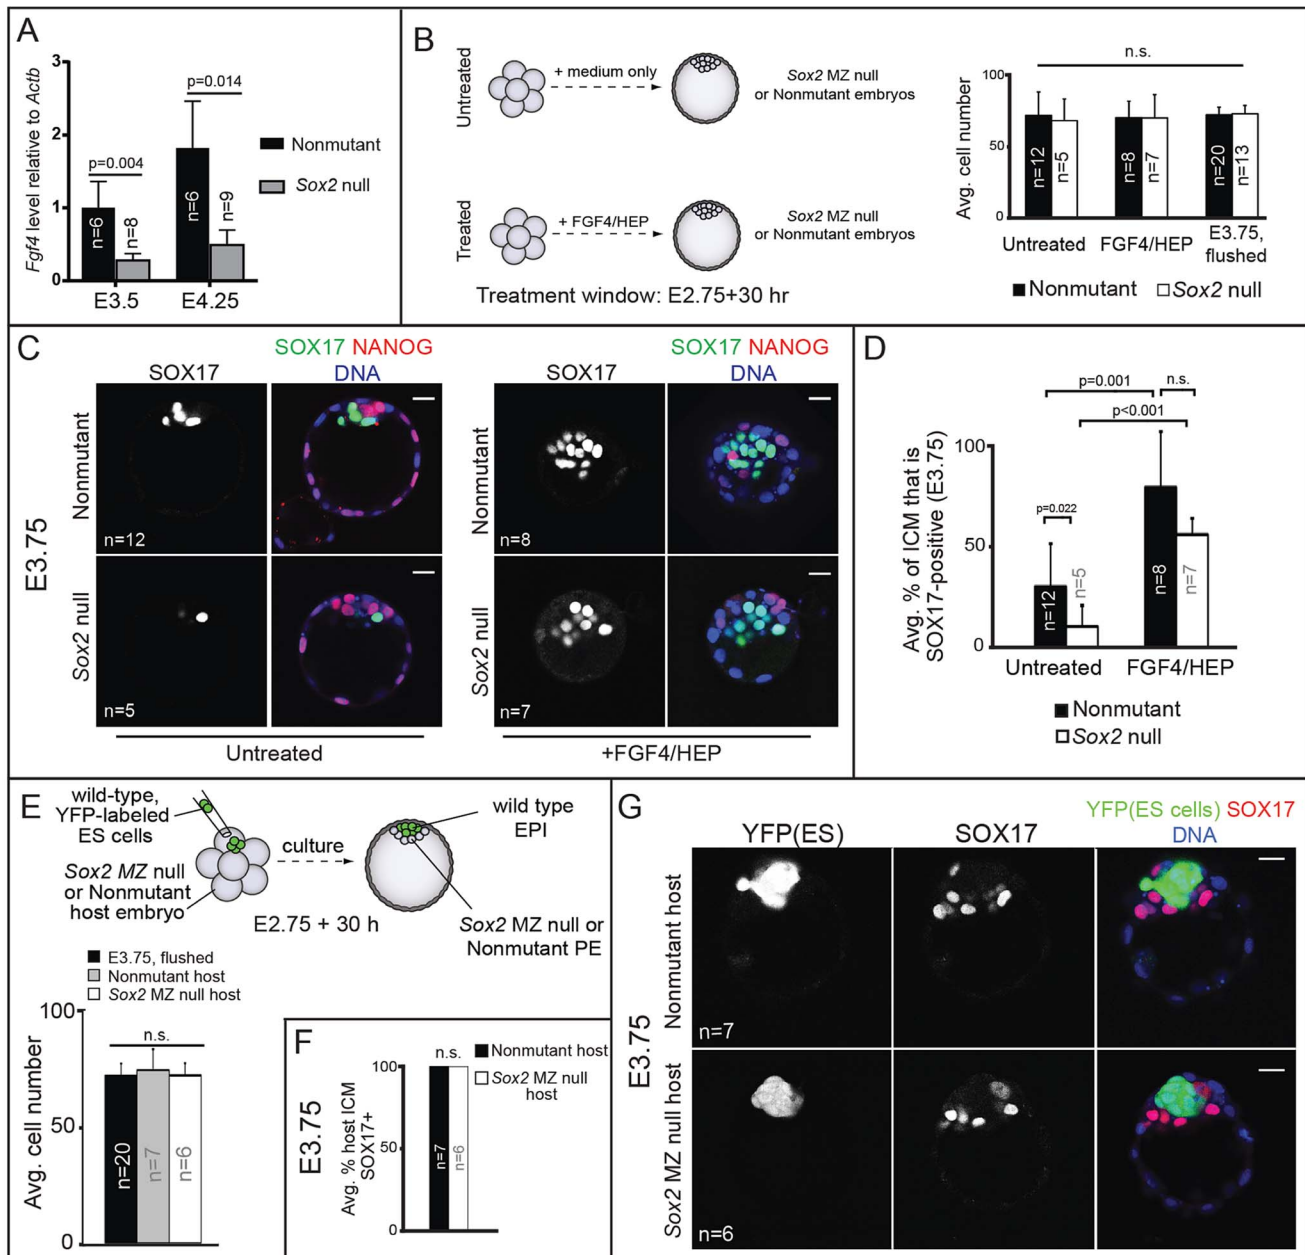 A
Fgf4 level relative to Actb
3
2
1
0
p=0.004
p=0.014
n=6
n=8
n=6
n=9
E3.5
E4.25
Nonmutant
Sox2 null
B
Untreated
+ medium only
Sox2 MZ null
or Nonmutant embryos
Treated
+ FGF4/HEP
Sox2 MZ null
or Nonmutant embryos
Treatment window: E2.75+30 hr
n.s.
Avg. cell number
100
50
0
n=12
n=5
n=8
n=7
n=20
n=13
Untreated
FGF4/HEP
E3.75,
flushed
Nonmutant
Sox2 null
C
E3.75
SOX17
SOX17 NANOG
DNA
SOX17
SOX17 NANOG
DNA
Nonmutant
n=12
Nonmutant
n=8
Sox2 null
n=5
Sox2 null
n=7
Untreated
+FGF4/HEP
D
Avg. % of ICM that is
SOX17-positive (E3.75)
100
50
0
p=0.001
n.s.
p<0.001
p=0.022
n=12
n=5
n=8
n=7
Untreated
FGF4/HEP
Nonmutant
Sox2 null
E
wild-type,
YFP-labeled
ES cells
Sox2 MZ null
or Nonmutant
host embryo
culture
E2.75 + 30 h
wild type
EPI
Sox2 MZ null or
Nonmutant PE
E3.75, flushed
Nonmutant host
Sox2 MZ null host
Avg. cell number
100
50
0
n.s.
n=20
n=7
n=6
F
E3.75
Avg. % host ICM
SOX17+
100
50
0
n.s.
n=7
n=6
Nonmutant host
Sox2 MZ null
host
G
E3.75
YFP(ES)
SOX17
YFP(ES cells) SOX17
DNA
Nonmutant host
n=7
Sox2 MZ null host
n=6